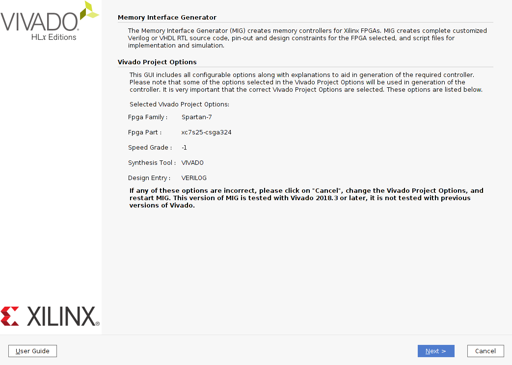 VIVADO.
HLx Editions
Memory Interface Generator
The Memory Interface Generator (MIG) creates memory controllers for Xilinx FPGAs. MIG creates complete customized
Verilog or VHDL RTL source code, pin-out and design constraints for the FPGA selected, and script files for
implementation and simulation.
Vivado Project Options
This GUI includes all configurable options along with explanations to aid in generation of the required controller.
Please note that some of the options selected in the Vivado Project Options will be used in generation of the
controller. It is very important that the correct Vivado Project Options are selected. These options are listed below.
Selected Vivado Project Options:
Fpga Family : Spartan-7
Fpga Part : xc7s25-csga324
Speed Grade : -1
Synthesis Tool : VIVADO
Design Entry : VERILOG
If any of these options are incorrect, please click on "Cancel", change the Vivado Project Options, and
restart MIG. This version of MIG is tested with Vivado 2018.3 or later, it is not tested with previous
versions of Vivado.
XILINX®
User Guide
Next >
Cancel